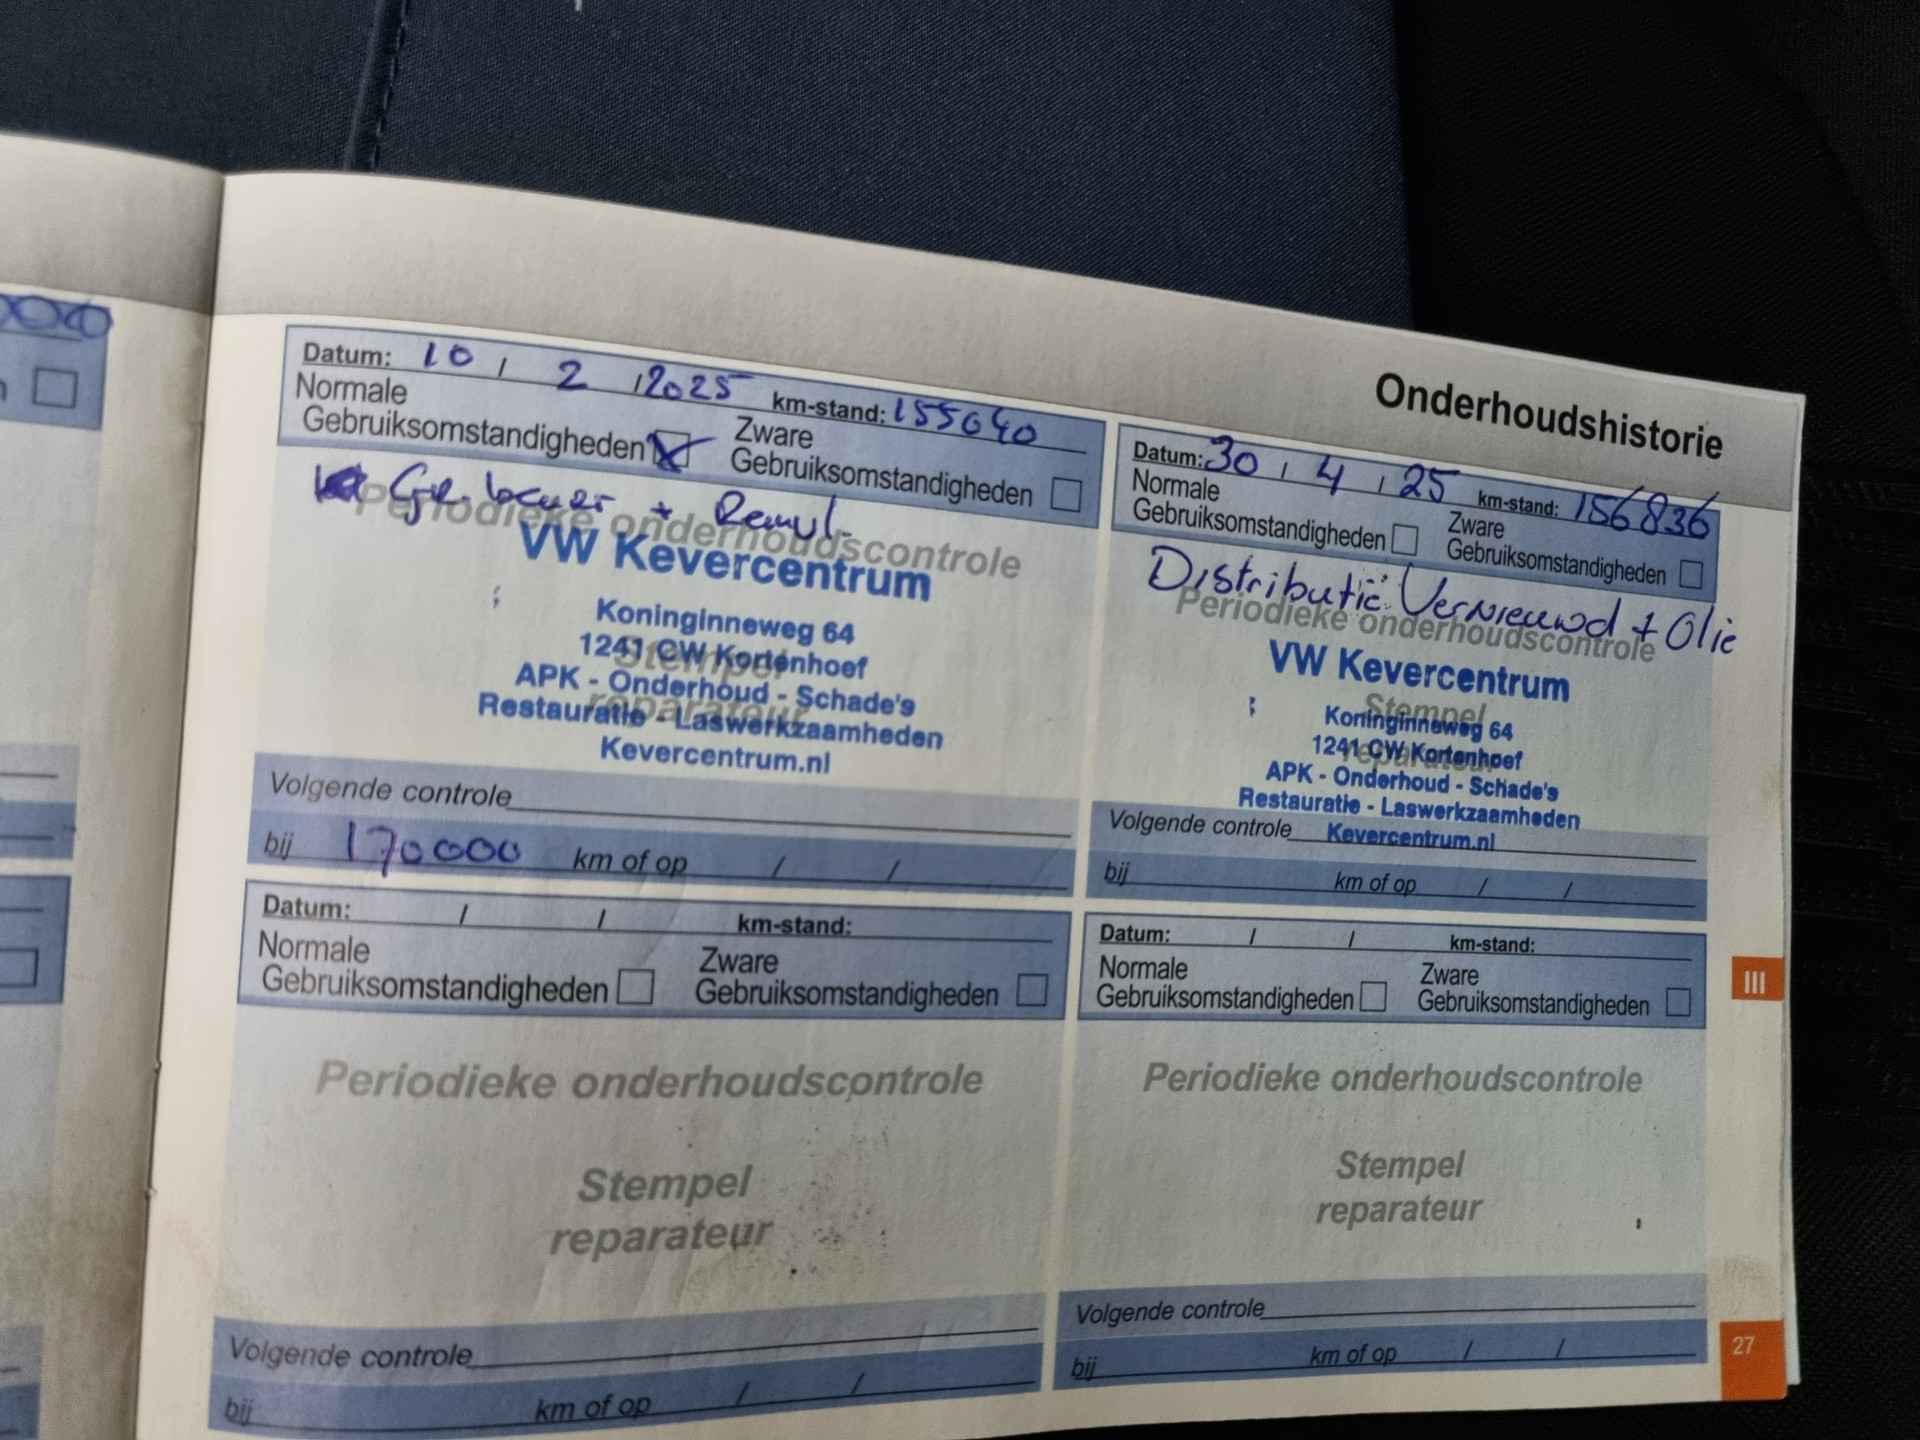 Onderhoudshistorie
Datum: 10 / 2 / 2025 km-stand: 155640
Normale
Gebruiksomstandigheden
Zware
Gebruiksomstandigheden
+
Periodieke onderhoudscontrole
VW Kevercentrum
Koninginneweg 64
Stempel
1241 CW Kortenhoef
APK - Onderhoud - Schade's
reparateur
Restauratie - Laswerkzaamheden
Kevercentrum.nl
Volgende controle
bij 170000 km of op / /
Datum: 30 / 4 / 25 km-stand: 156836
Normale
Gebruiksomstandigheden
Zware
Gebruiksomstandigheden
Distributie Vernieuwd + Olie
Periodieke onderhoudscontrole
VW Kevercentrum
Stempel
Koninginneweg 64
1241 CW Kortenhoef
reparateur
APK - Onderhoud - Schade's
Restauratie - Laswerkzaamheden
Volgende controle Kevercentrum.nl
bij km of op / /
Datum: / / km-stand:
Normale
Gebruiksomstandigheden
Zware
Gebruiksomstandigheden
Periodieke onderhoudscontrole
Stempel
reparateur
Volgende controle
bij km of op / /
Datum: / / km-stand:
Normale
Gebruiksomstandigheden
Zware
Gebruiksomstandigheden
Periodieke onderhoudscontrole
Stempel
reparateur
Volgende controle
bij km of op / /
III
27